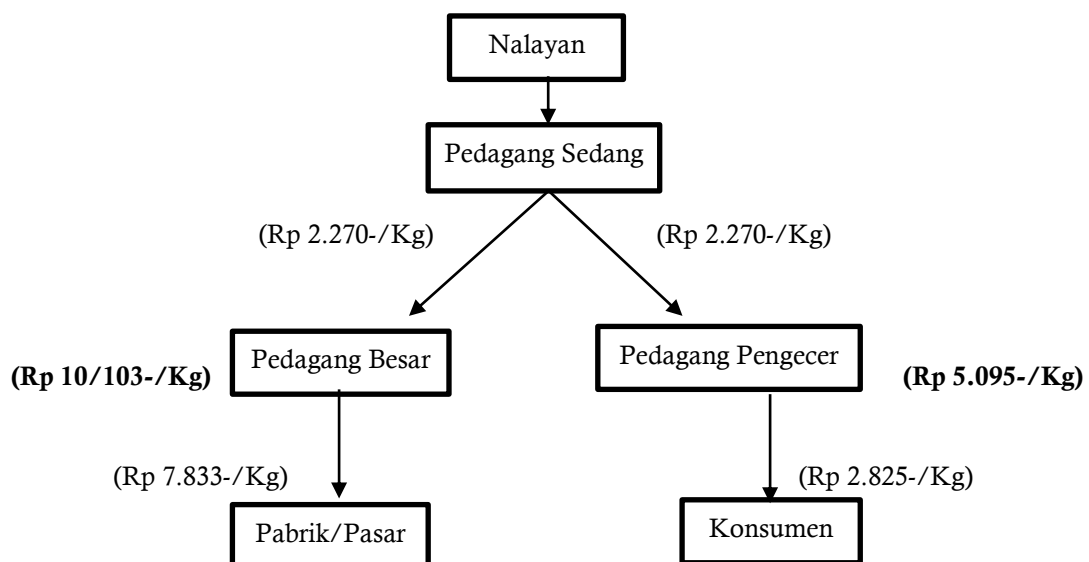 Nalayan
Pedagang Sedang
(Rp 2.270-/Kg)
(Rp 2.270-/Kg)
Pedagang Besar
Pedagang Pengecer
(Rp 10/103-/Kg)
(Rp 5.095-/Kg)
(Rp 7.833-/Kg)
(Rp 2.825-/Kg)
Pabrik/Pasar
Konsumen